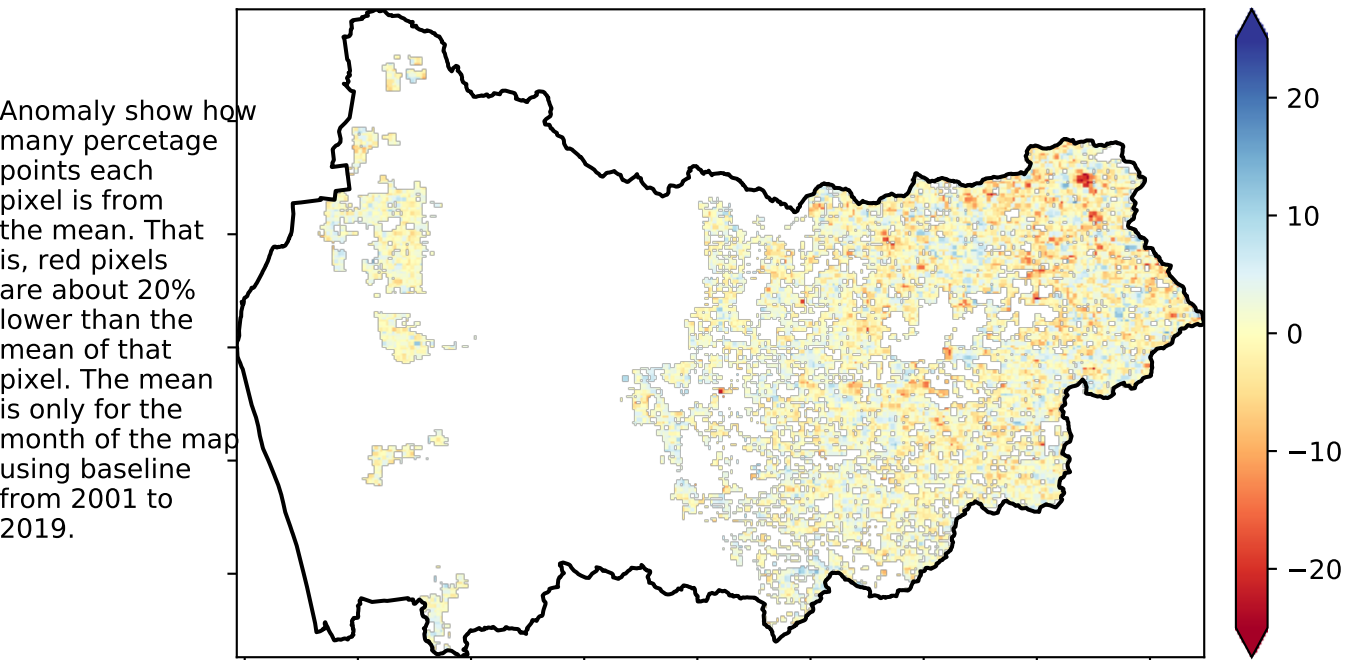 Anomaly show how
many percetage
points each
pixel is from
the mean. That
is, red pixels
are about 20%
lower than the
mean of that
pixel. The mean
is only for the
month of the map
using baseline
from 2001 to
2019.
20
10
0
−10
−20